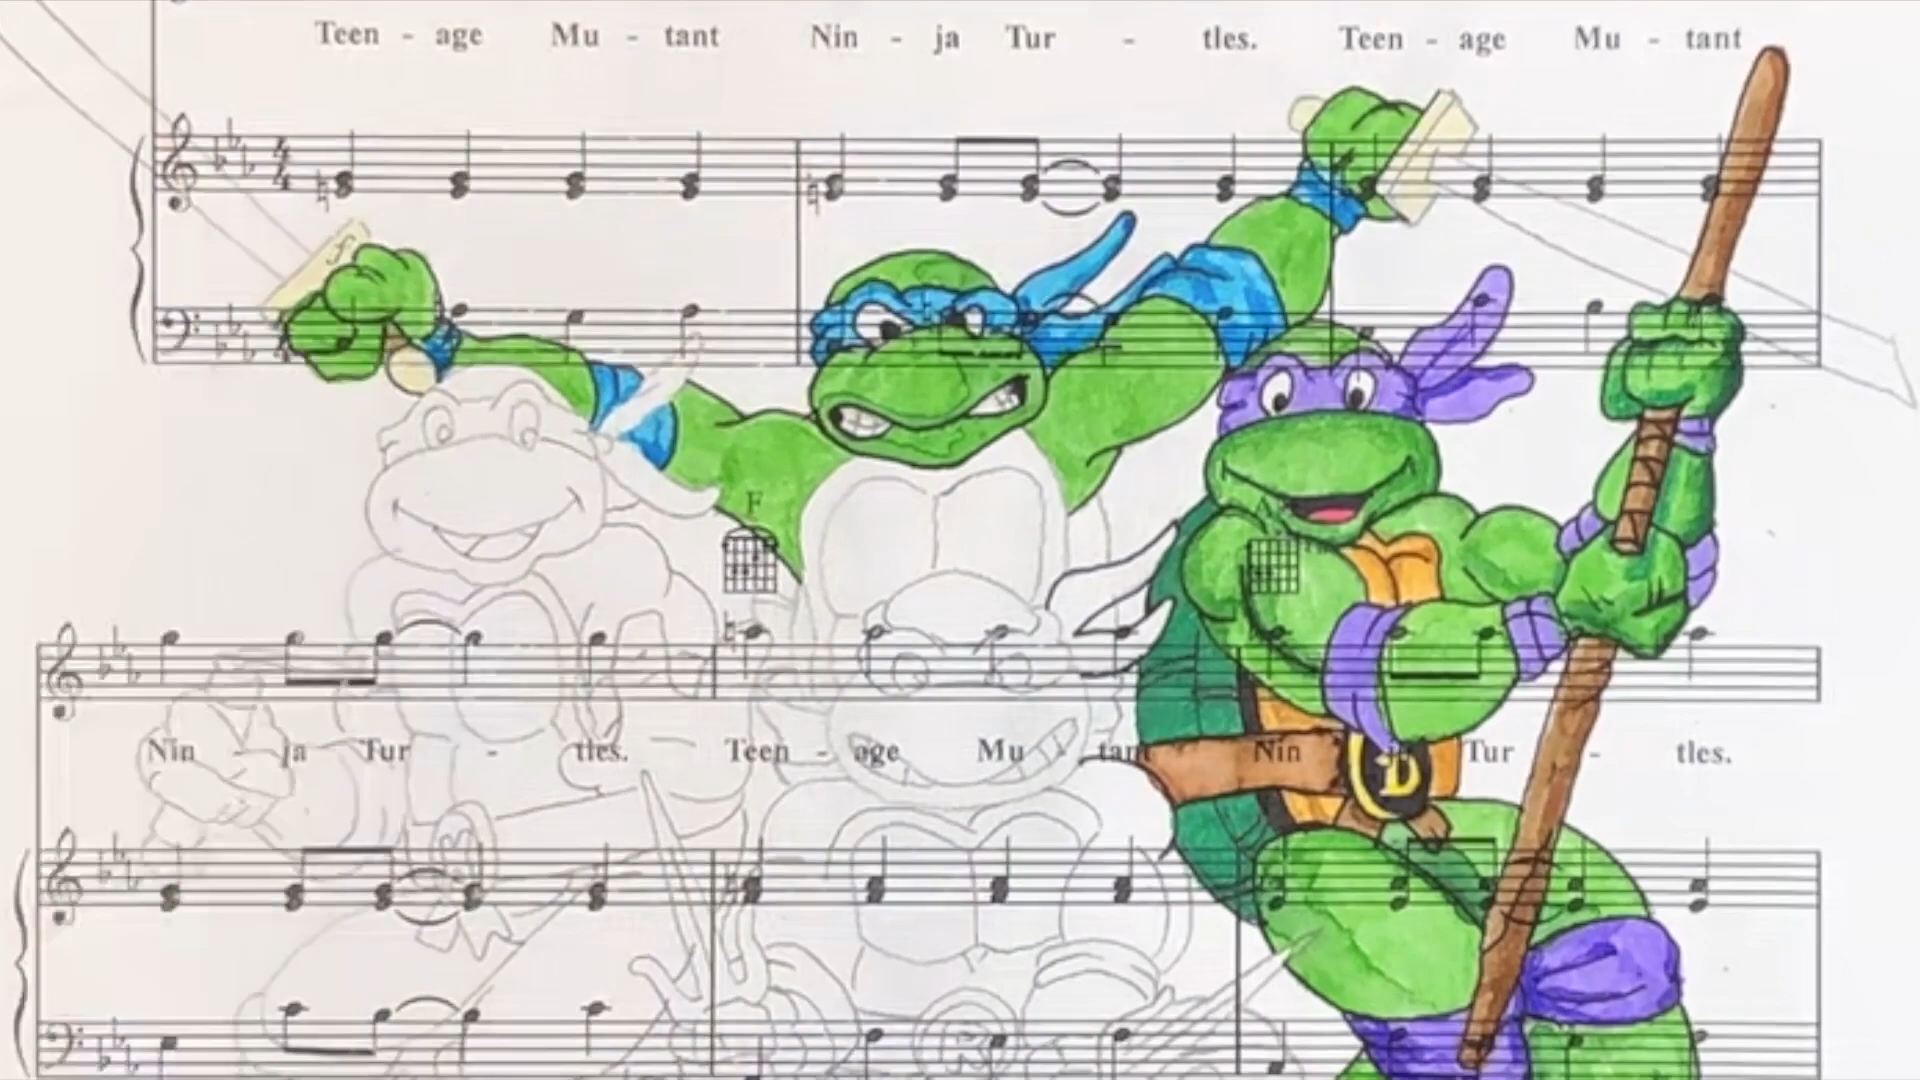 Teen - age Mu - tant Nin - ja Tur - tles. Teen - age Mu - tant
F
Nin - ja Tur - tles. Teen - age Mu - tant Nin - Tur - tles.
D
M
R